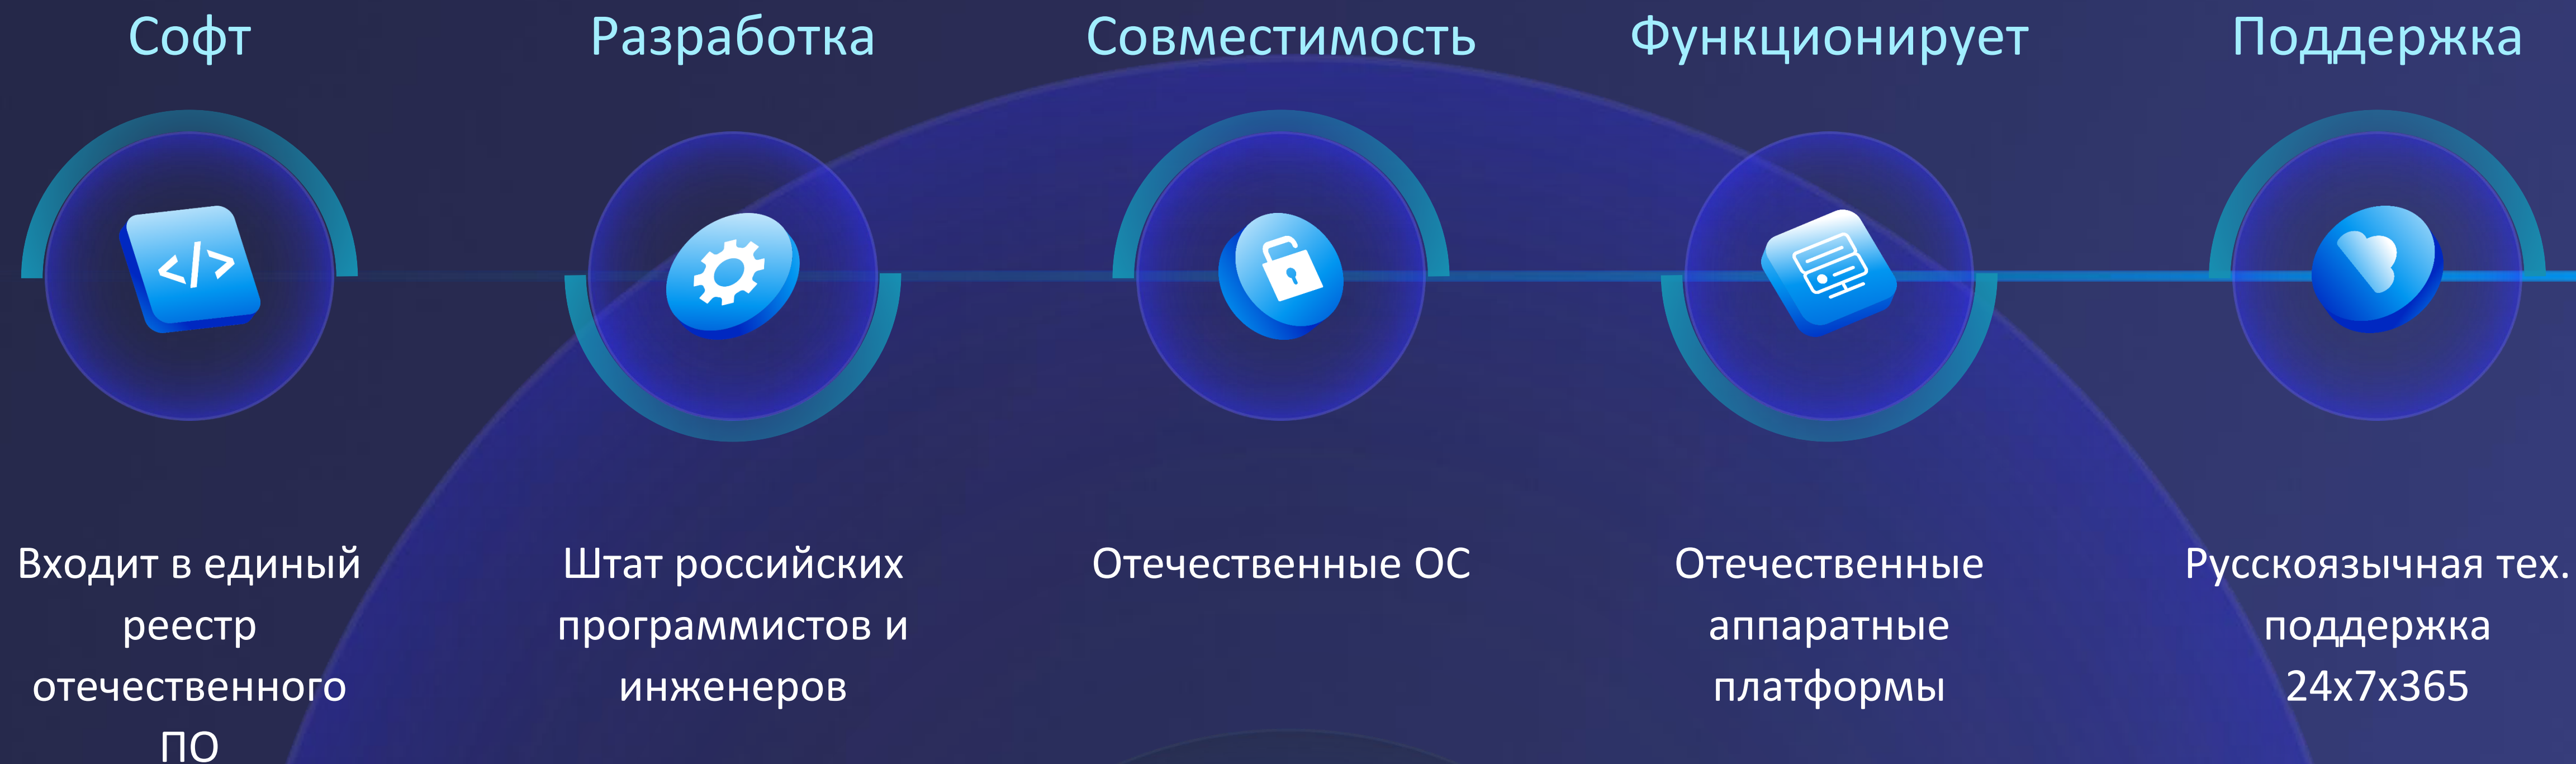 Софт
Входит в единый
реестр
отечественного
ПО
Разработка
Штат российских
программистов и
инженеров
Совместимость
Отечественные ОС
Функционирует
Отечественные
аппаратные
платформы
Поддержка
Русскоязычная тех.
поддержка
24x7x365